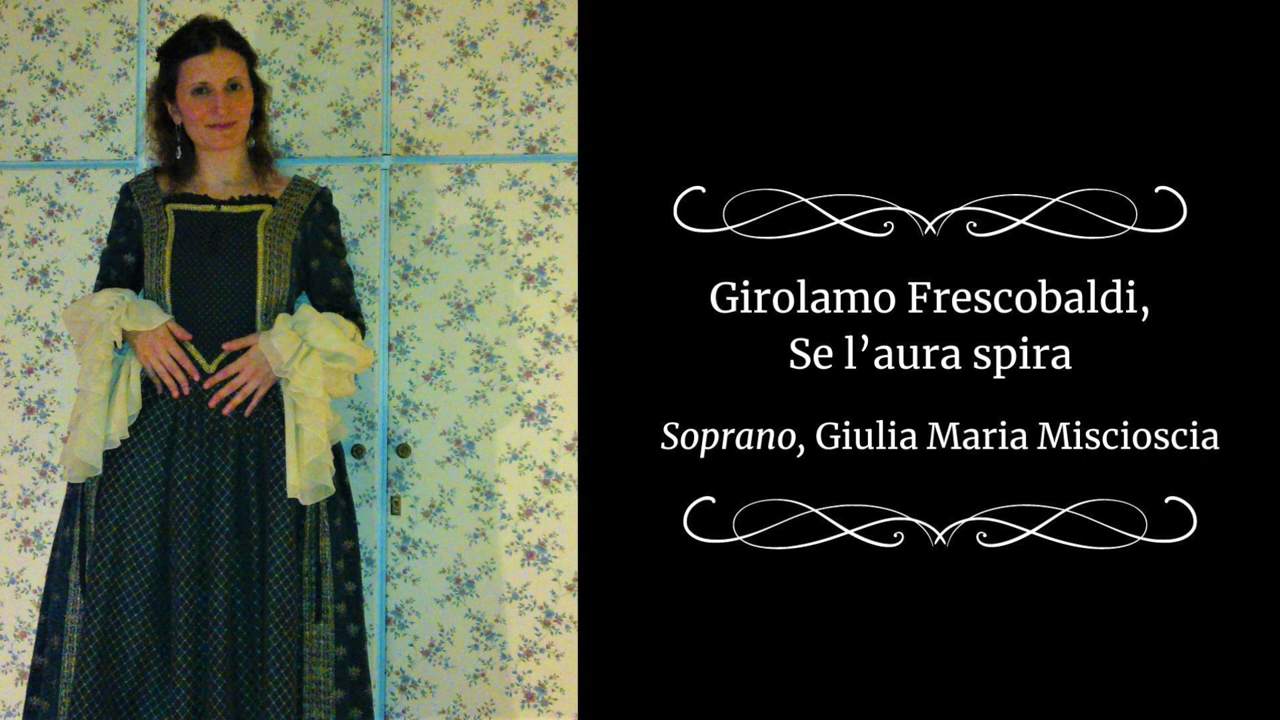 Girolamo Frescobaldi,
Se l’aura spira
Soprano, Giulia Maria Miscioscia